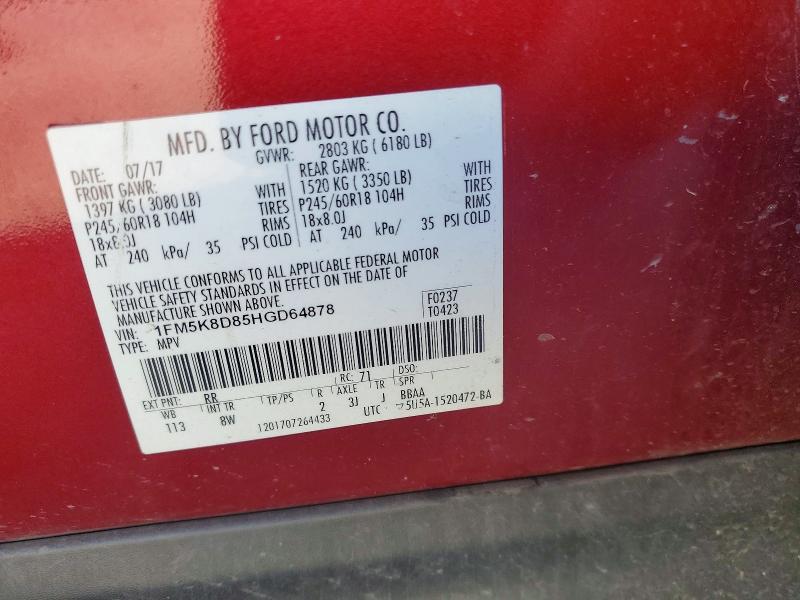 MFD. BY FORD MOTOR CO.
DATE: 07/17 GVWR: 2803 KG ( 6180 LB)
FRONT GAWR: REAR GAWR:
1397 KG ( 3080 LB) WITH 1520 KG ( 3350 LB) WITH
P245/60R18 104H TIRES P245/60R18 104H TIRES
18x8.0J RIMS 18x8.0J RIMS
AT 240 kPa/ 35 PSI COLD AT 240 kPa/ 35 PSI COLD
THIS VEHICLE CONFORMS TO ALL APPLICABLE FEDERAL MOTOR
VEHICLE SAFETY STANDARDS IN EFFECT ON THE DATE OF
MANUFACTURE SHOWN ABOVE.
VIN: 1FM5K8D85HGD64878 F0237
TYPE: MPV T0423
EXT PNT: RR RC: 71 DSO:
WB INT TR TP/PS R AXLE TR SPR
113 8W 2 3J J BBAA
1201707264433 UTC 5U5A-1520472-BA